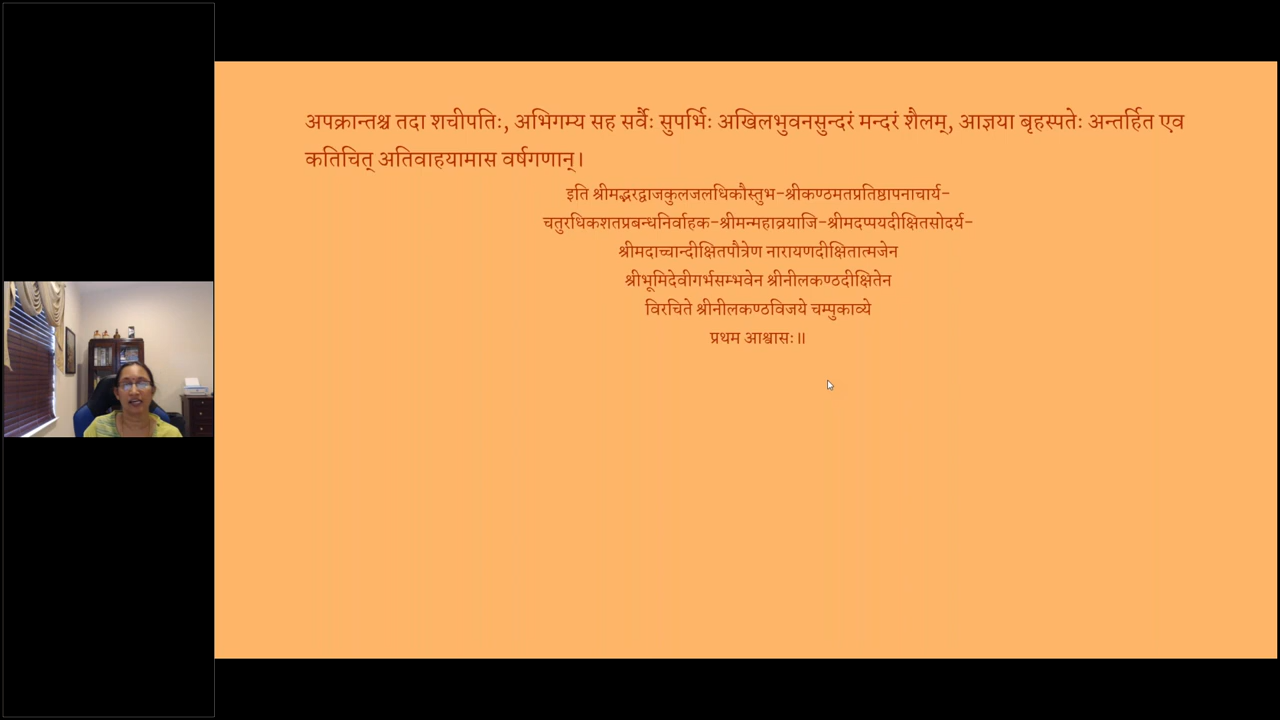 अपक्रान्तश्च तदा शचीपतिः, अभिगम्य सह सर्वैः सुपर्भिः अखिलभुवनसुन्दरं मन्दरं शैलम्, आज्ञया बृहस्पतेः अन्तर्हित एव
कतिचित् अतिवाहयामास वर्षगणान्।
इति श्रीमद्भरद्वाजकुलजलधिकौस्तुभ-श्रीकण्ठमतप्रतिष्ठापनाचार्य-
चतुरधिकशतप्रबन्धनिर्वाहक-श्रीमन्महाव्रयाजि-श्रीमदप्पयदीक्षितसोदर्य-
श्रीमदाच्चान्दीक्षितपौत्रेण नारायणदीक्षितात्मजेन
श्रीभूमिदेवीगर्भसम्भवेन श्रीनीलकण्ठदीक्षितेन
विरचिते श्रीनीलकण्ठविजये चम्पुकाव्ये
प्रथम आश्वासः॥